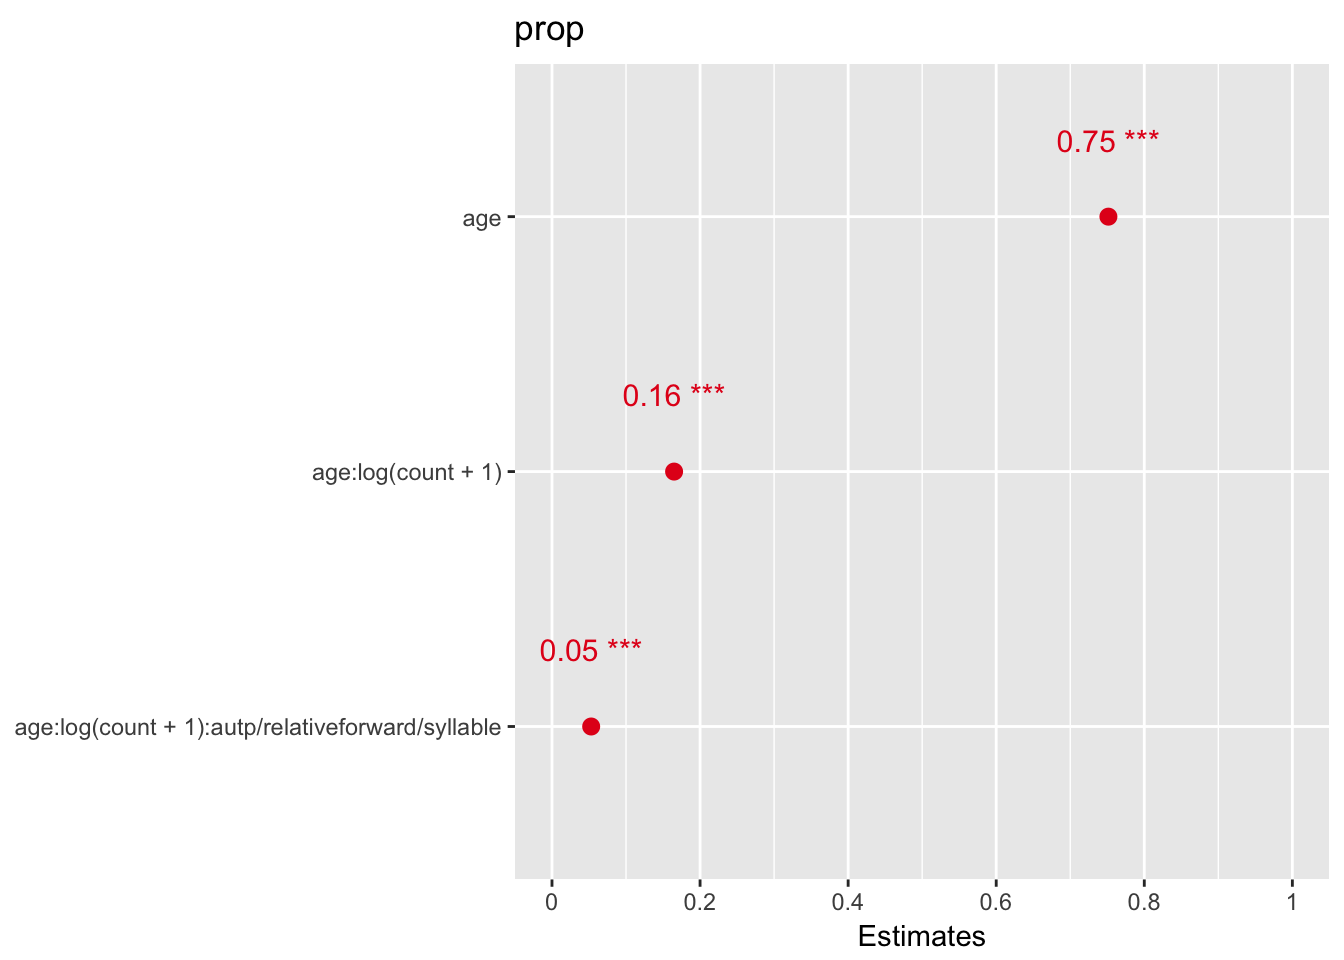 prop
0.75 ***
age
0.16 ***
age:log(count + 1)
0.05 ***
age:log(count + 1):autp/relativeforward/syllable
0 0.2 0.4 0.6 0.8 1
Estimates